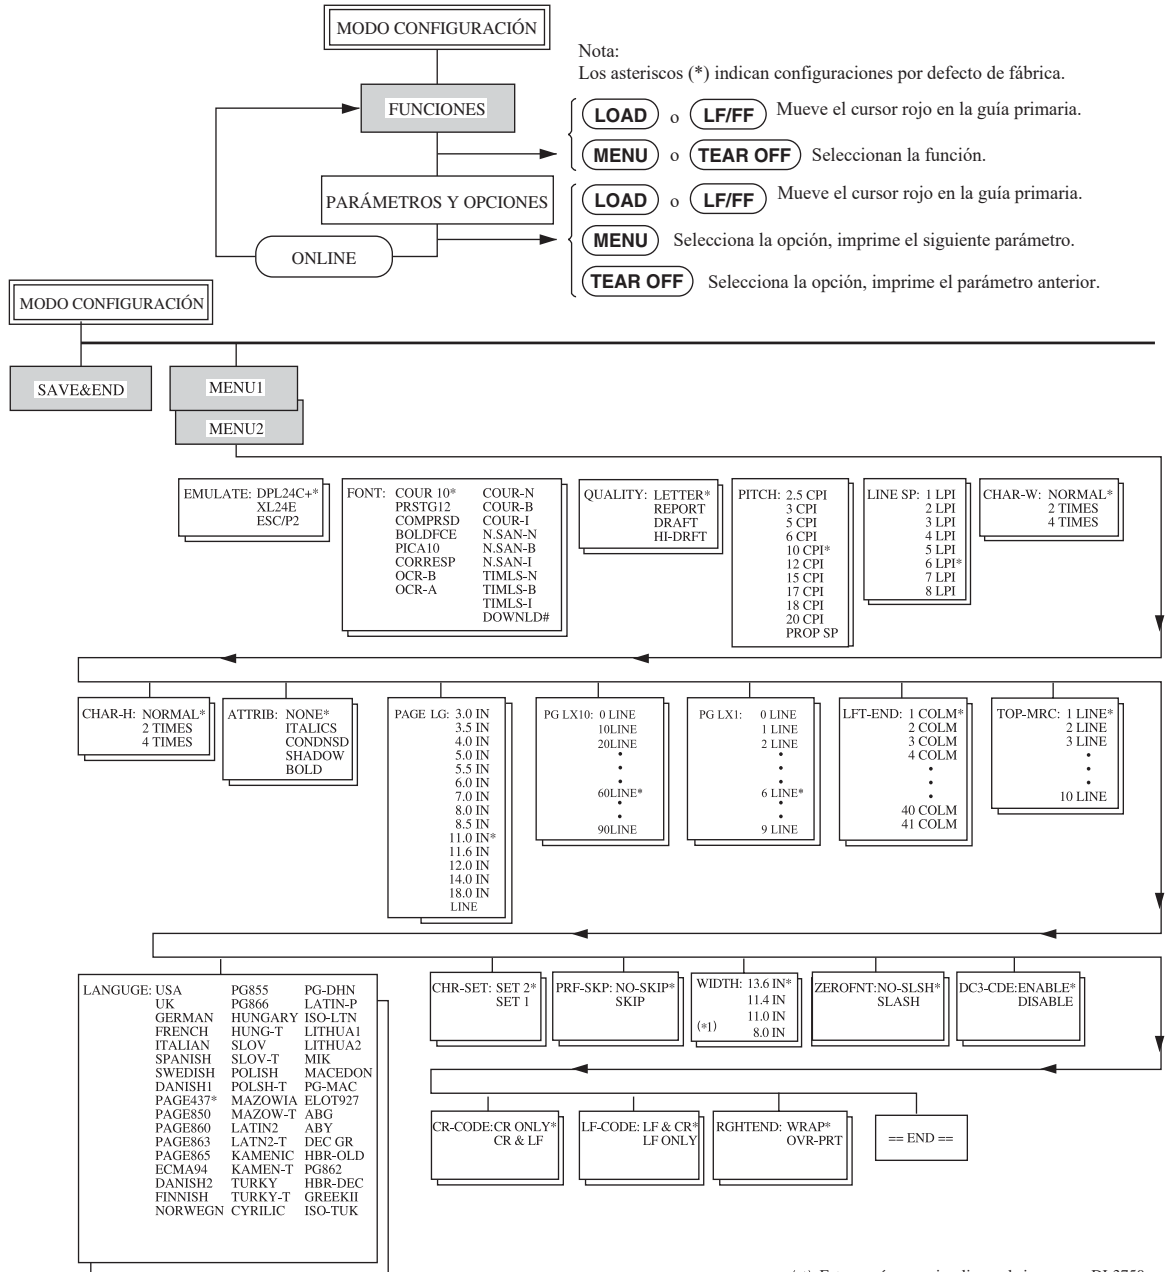 MODO CONFIGURACIÓN
FUNCIONES
PARÁMETROS Y OPCIONES
ONLINE
Nota:
Los asteriscos (*) indican configuraciones por defecto de fábrica.
LOAD o LF/FF Mueve el cursor rojo en la guía primaria.
MENU o TEAR OFF Seleccionan la función.
LOAD o LF/FF Mueve el cursor rojo en la guía primaria.
MENU Selecciona la opción, imprime el siguiente parámetro.
TEAR OFF Selecciona la opción, imprime el parámetro anterior.
MODO CONFIGURACIÓN
SAVE&END
MENU1
MENU2
EMULATE: DPL24C+*
XL24E
ESC/P2
FONT: COUR 10* COUR-N
PRSTG12 COUR-B
COMPRSD COUR-I
BOLDFCE N.SAN-N
PICA10 N.SAN-B
CORRESP N.SAN-I
OCR-B TIMLS-N
OCR-A TIMLS-B
TIMLS-I
DOWNLD#
QUALITY: LETTER*
REPORT
DRAFT
HI-DRFT
PITCH: 2.5 CPI
3 CPI
5 CPI
6 CPI
10 CPI*
12 CPI
15 CPI
17 CPI
18 CPI
20 CPI
PROP SP
LINE SP: 1 LPI
2 LPI
3 LPI
4 LPI
5 LPI
6 LPI*
7 LPI
8 LPI
CHAR-W: NORMAL*
2 TIMES
4 TIMES
CHAR-H: NORMAL*
2 TIMES
4 TIMES
ATTRIB: NONE*
ITALICS
CONDNSD
SHADOW
BOLD
PAGE LG: 3.0 IN
3.5 IN
4.0 IN
5.0 IN
5.5 IN
6.0 IN
7.0 IN
8.0 IN
8.5 IN
11.0 IN*
11.6 IN
12.0 IN
14.0 IN
18.0 IN
LINE
PG LX10: 0 LINE
10LINE
20LINE
•
•
•
60LINE*
•
•
90LINE
PG LX1: 0 LINE
1 LINE
2 LINE
•
•
•
6 LINE*
•
•
9 LINE
LFT-END: 1 COLM*
2 COLM
3 COLM
4 COLM
•
•
•
40 COLM
41 COLM
TOP-MRC: 1 LINE*
2 LINE
3 LINE
•
•
•
10 LINE
LANGUGE: USA PG855 PG-DHN
UK PG866 LATIN-P
GERMAN HUNGARY ISO-LTN
FRENCH HUNG-T LITHUA1
ITALIAN SLOV LITHUA2
SPANISH SLOV-T MIK
SWEDISH POLISH MACEDON
DANISH1 POLSH-T PG-MAC
PAGE437* MAZOWIA ELOT927
PAGE850 MAZOW-T ABG
PAGE860 LATIN2 ABY
PAGE863 LATN2-T DEC GR
PAGE865 KAMENIC HBR-OLD
ECMA94 KAMEN-T PG862
DANISH2 TURKY HBR-DEC
FINNISH TURKY-T GREEKII
NORWEGN CYRILIC ISO-TUK
CHR-SET: SET 2*
SET 1
PRF-SKP: NO-SKIP*
SKIP
WIDTH: 13.6 IN*
11.4 IN
11.0 IN
(*1) 8.0 IN
ZEROFNT:NO-SLSH*
SLASH
DC3-CDE:ENABLE*
DISABLE
CR-CODE:CR ONLY*
CR & LF
LF-CODE: LF & CR*
LF ONLY
RGHTEND: WRAP*
OVR-PRT
== END ==